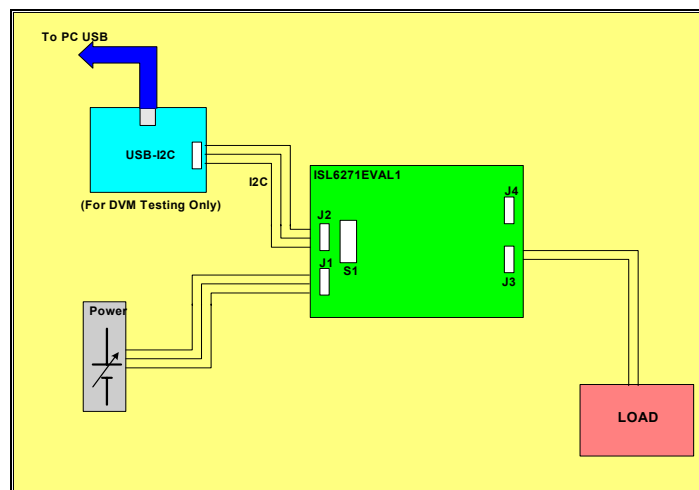 To PC USB
USB-I2C
(For DVM Testing Only)
I2C
ISL6271EVAL1
J4
J2
J1
S1
J3
Power
LOAD